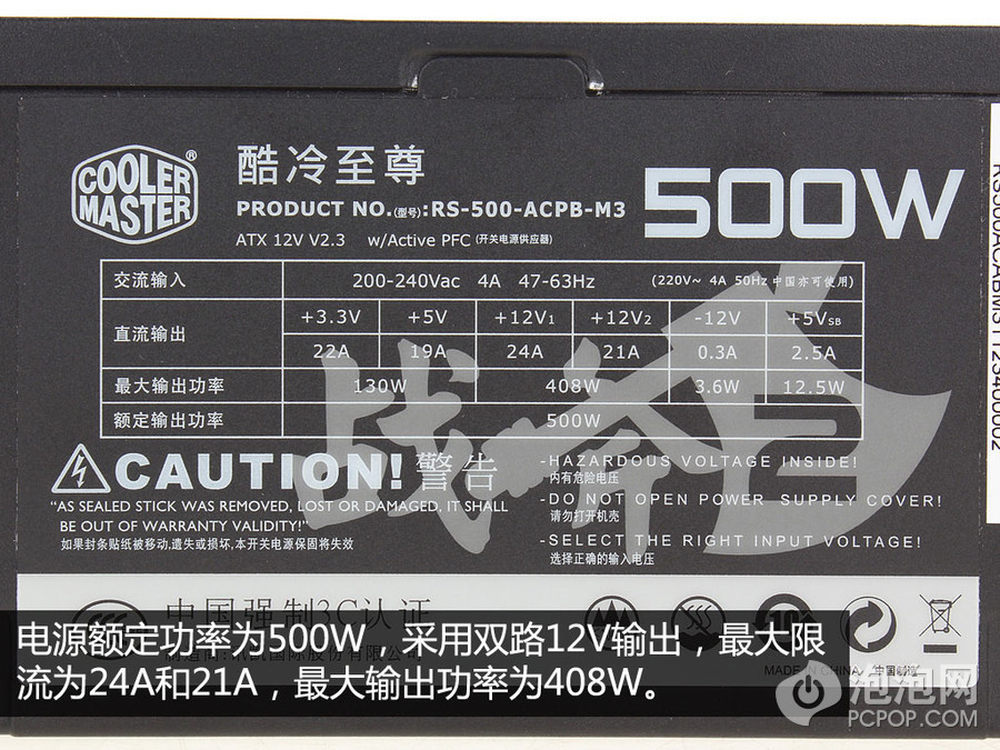 COOLER
MASTER®
酷冷至尊
PRODUCT NO.(型号):RS-500-ACPB-M3
ATX 12V V2.3 w/Active PFC (开关电源供应器)
500W
交流输入 200-240Vac 4A 47-63Hz (220V~ 4A 50Hz 中国亦可使用)
直流输出 +3.3V +5V +12V1 +12V2 -12V +5VSB
22A 19A 24A 21A 0.3A 2.5A
最大输出功率 130W 408W 3.6W 12.5W
额定输出功率 500W
战斧
CAUTION! 警告
"AS SEALED STICK WAS REMOVED, LOST OR DAMAGED, IT SHALL
BE OUT OF WARRANTY VALIDITY!"
如果封条贴纸被移动,遗失或损坏,本开关电源保固将失效
-HAZARDOUS VOLTAGE INSIDE!
内有危险电压
-DO NOT OPEN POWER SUPPLY COVER!
请勿打开机壳
-SELECT THE RIGHT INPUT VOLTAGE!
选择正确的输入电压
RS500ACABM3112340002
中国强制3C认证
10
MADE IN CHINA 中国制造
电源额定功率为500W，采用双路12V输出，最大限
流为24A和21A，最大输出功率为408W。
泡泡网
PCPOP.COM